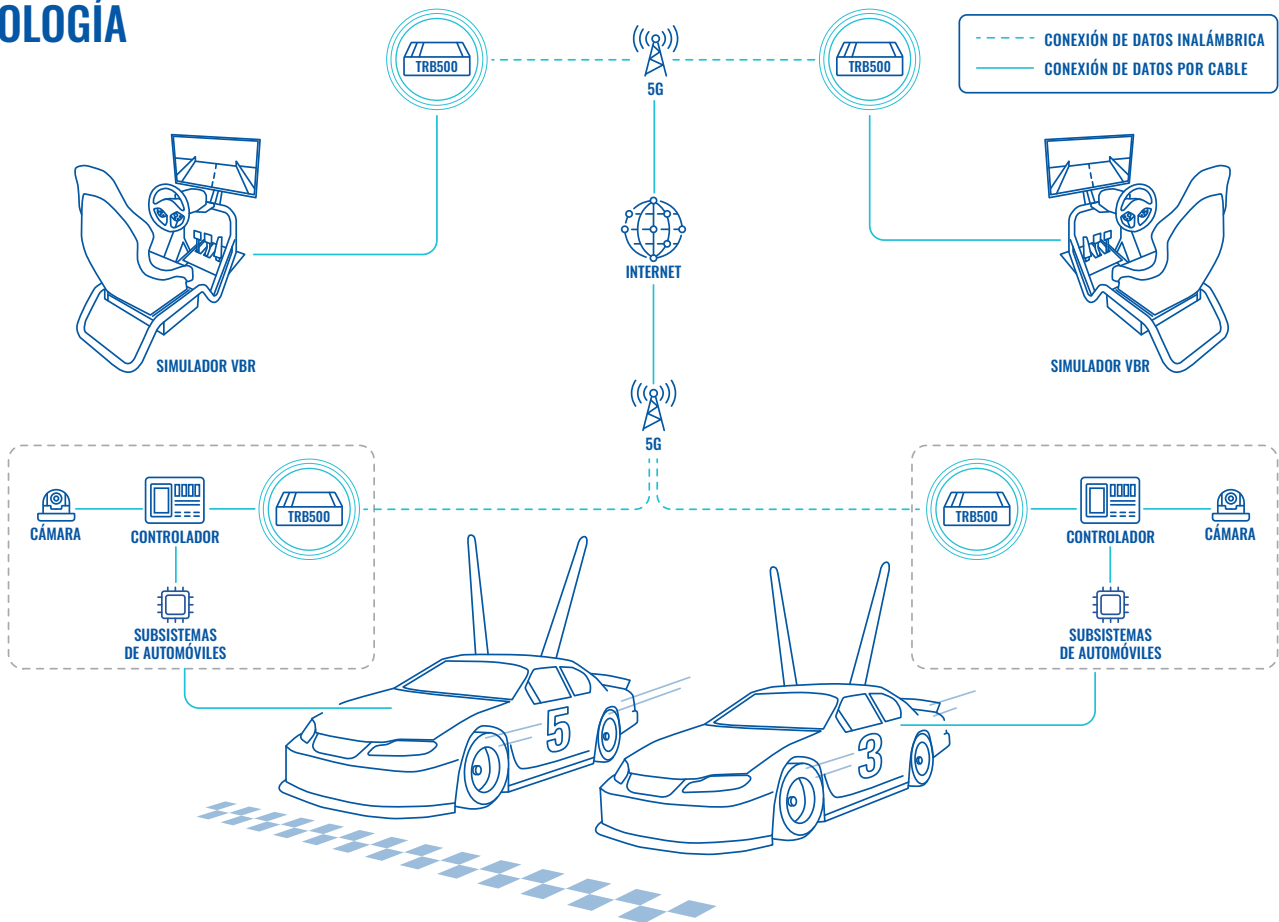 OLOGÍA
TRB500
5G
TRB500
CONEXIÓN DE DATOS INALÁMBRICA
CONEXIÓN DE DATOS POR CABLE
INTERNET
SIMULADOR VBR
SIMULADOR VBR
5G
TRB500
CÁMARA
CONTROLADOR
SUBSISTEMAS
DE AUTOMÓVILES
TRB500
CONTROLADOR
CÁMARA
SUBSISTEMAS
DE AUTOMÓVILES
5
3